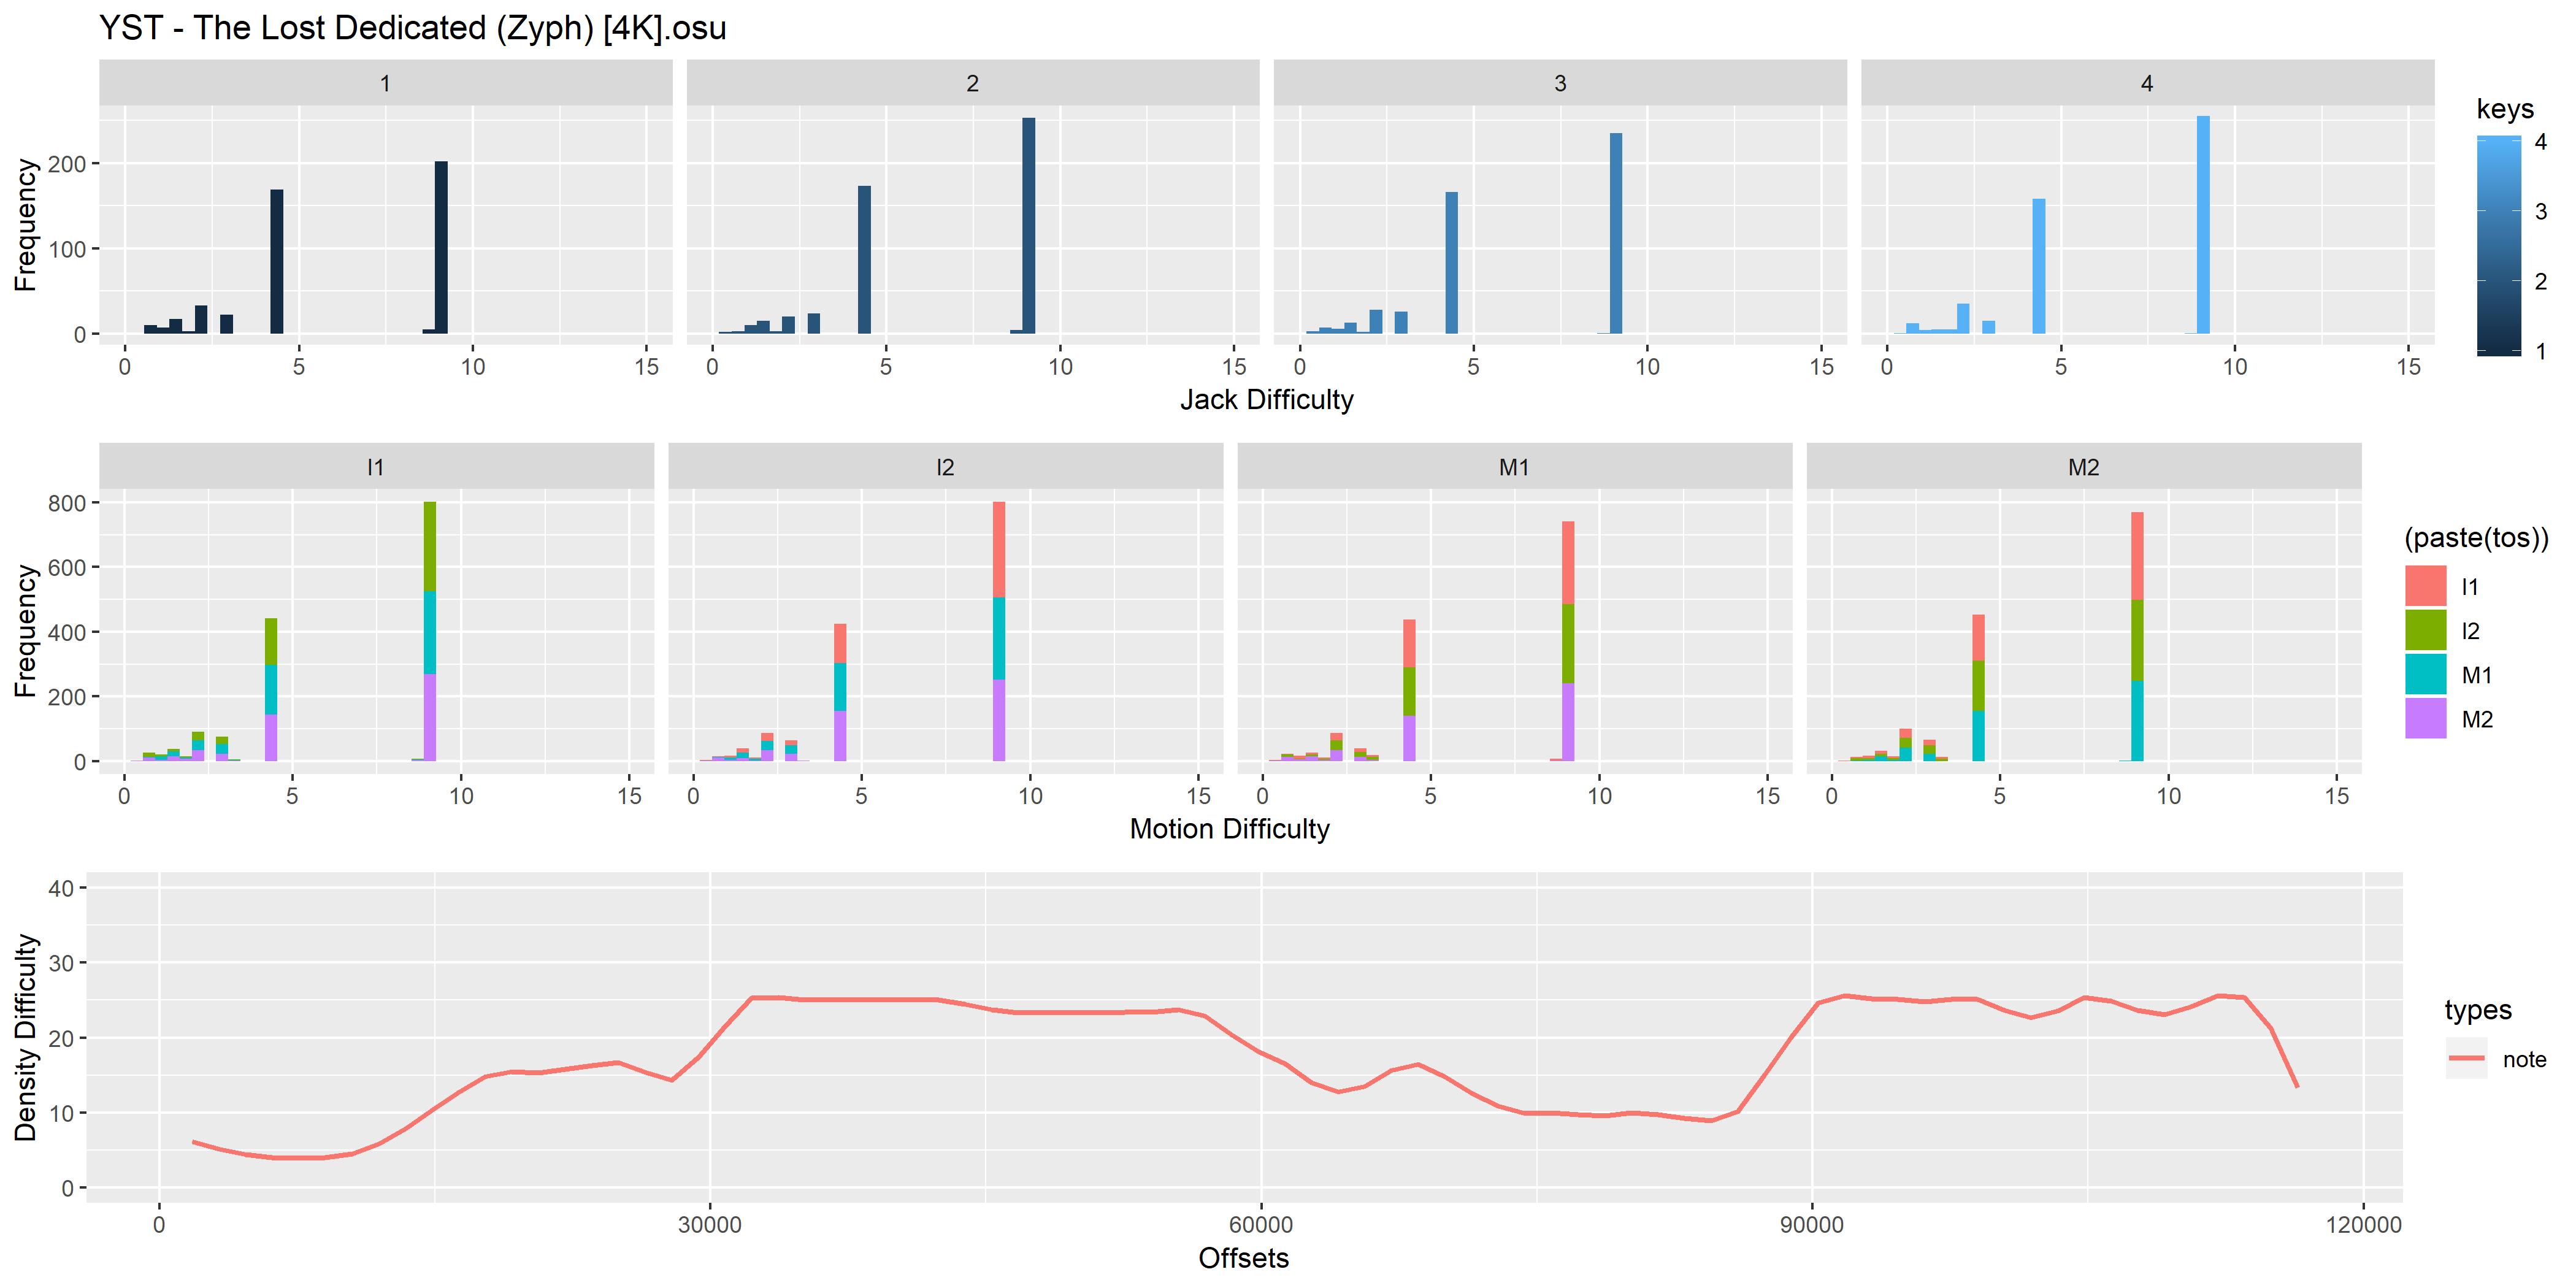 YST - The Lost Dedicated (Zyph) [4K].osu
1 2 3 4
Frequency
200
100
0
0 5 10 15 0 5 10 15 0 5 10 15 0 5 10 15
Jack Difficulty
keys
4
3
2
1
I1 I2 M1 M2
Frequency
800
600
400
200
0
0 5 10 15 0 5 10 15 0 5 10 15 0 5 10 15
Motion Difficulty
(paste(tos))
I1
I2
M1
M2
Density Difficulty
40
30
20
10
0
0 30000 60000 90000 120000
Offsets
types
note